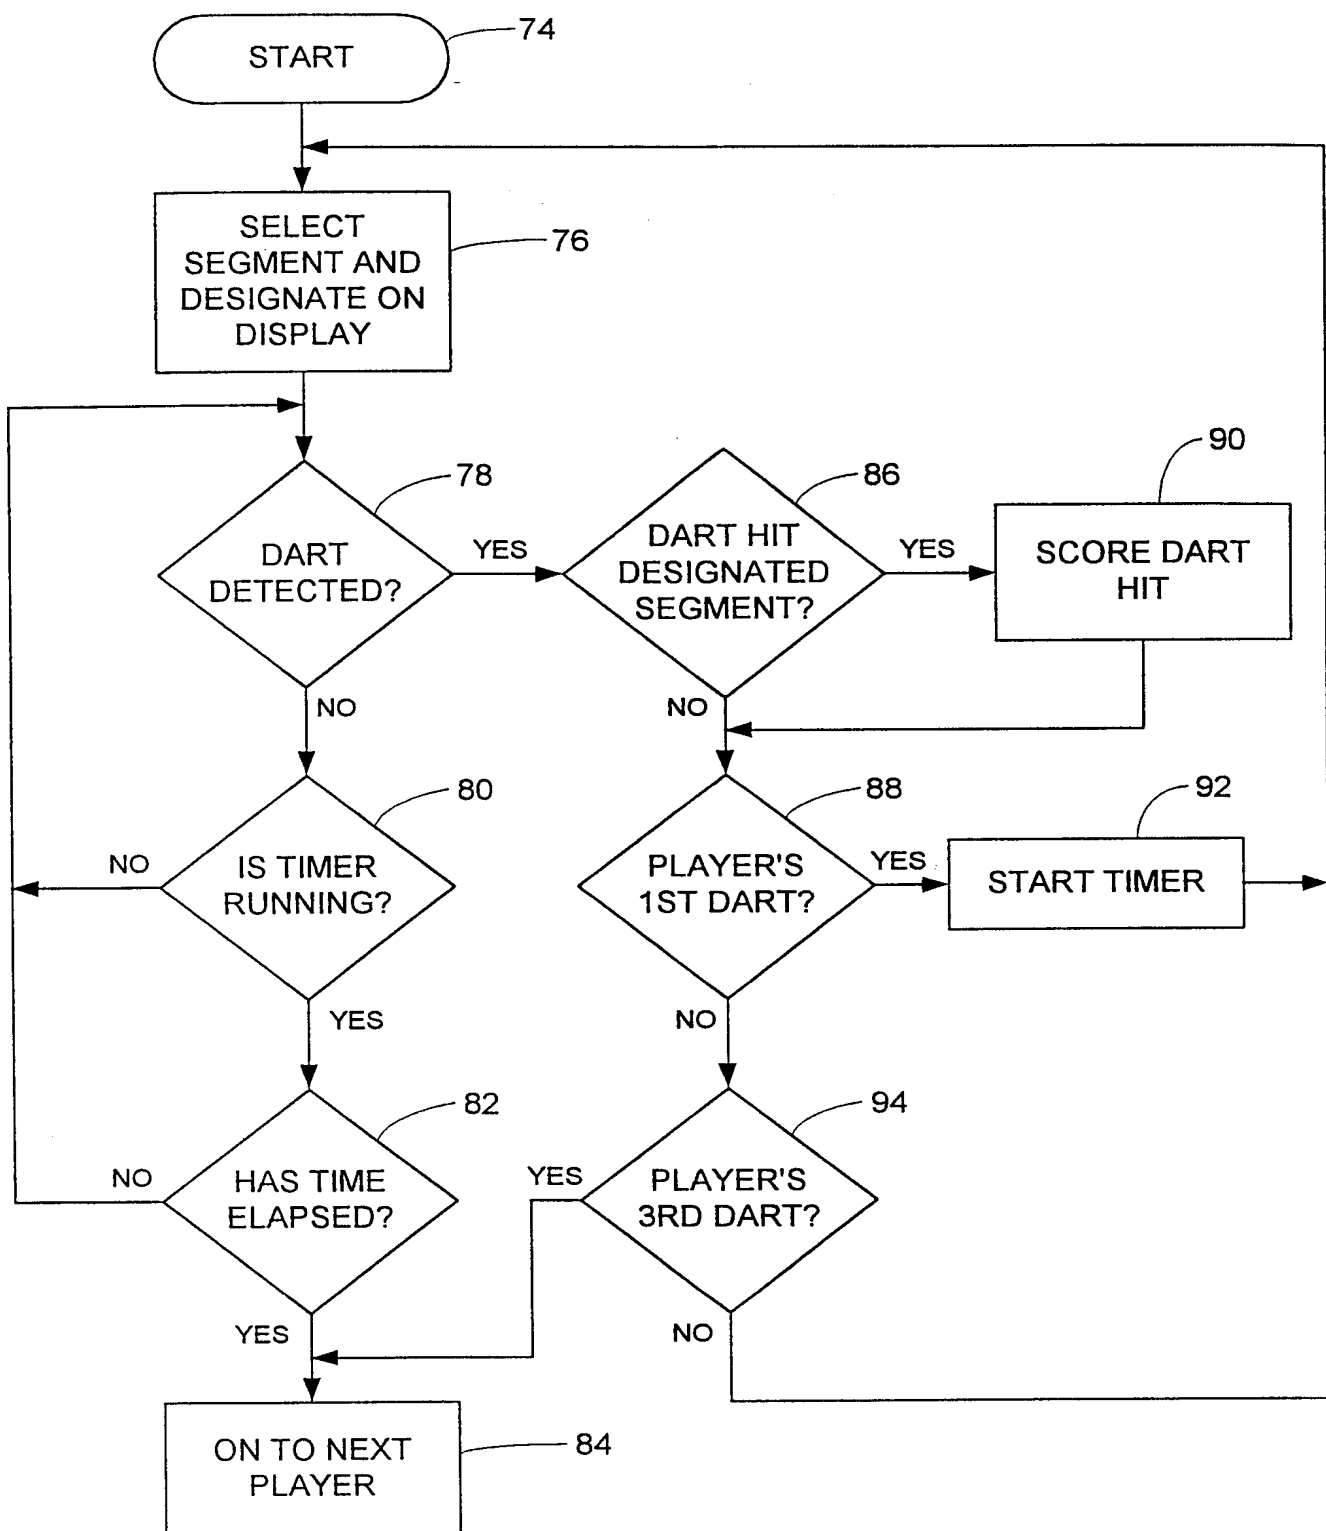 START
74
SELECT
SEGMENT AND
DESIGNATE ON
DISPLAY
76
DART
DETECTED?
78
YES
NO
DART HIT
DESIGNATED
SEGMENT?
86
YES
NO
SCORE DART
HIT
90
IS TIMER
RUNNING?
80
NO
YES
PLAYER'S
1ST DART?
88
YES
NO
START TIMER
92
HAS TIME
ELAPSED?
82
NO
YES
PLAYER'S
3RD DART?
94
YES
NO
ON TO NEXT
PLAYER
84